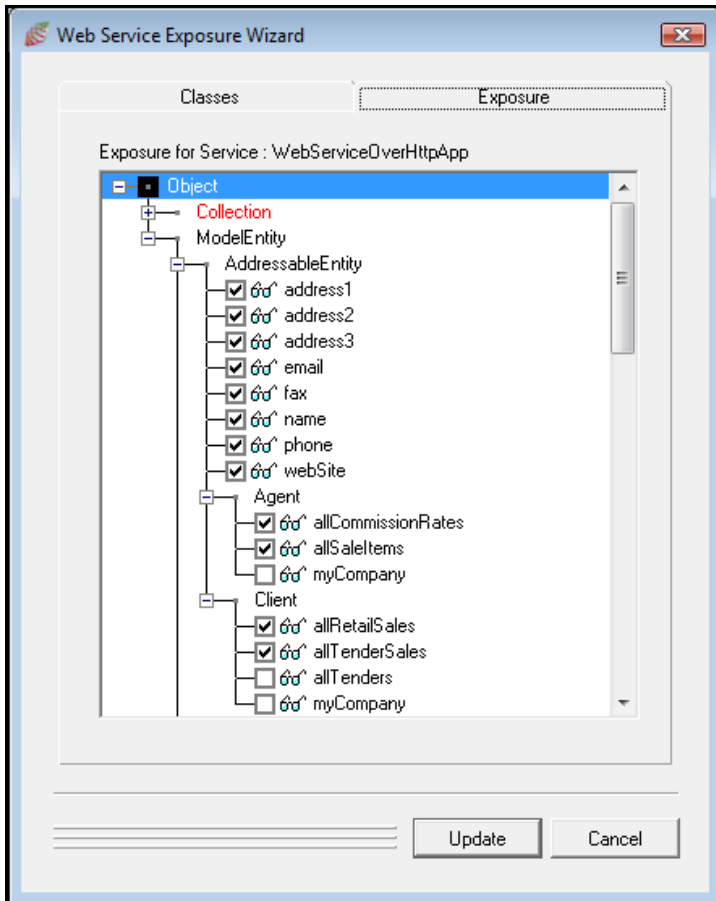 Web Service Exposure Wizard
Classes
Exposure
Exposure for Service : WebServiceOverHttpApp
Object
Collection
ModelEntity
AddressableEntity
address1
address2
address3
email
fax
name
phone
webSite
Agent
allCommissionRates
allSaleItems
myCompany
Client
allRetailSales
allTenderSales
allTenders
myCompany
Update
Cancel